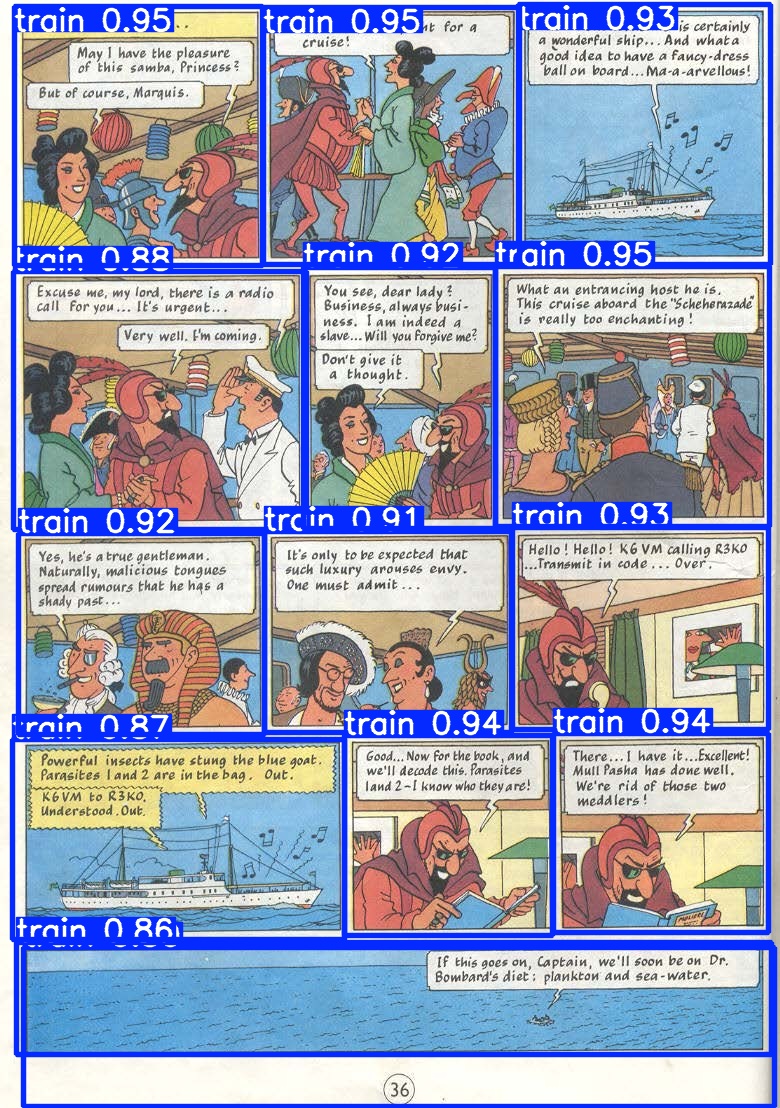 train 0.95
...
May I have the pleasure
of this samba, Princess?
But of course, Marquis.
train 0.95
for a
cruise!
train 0.93
is certainly
a wonderful ship... And what a
good idea to have a fancy-dress
ball on board... Ma-a-arvellous!
train 0.88
Excuse me, my lord, there is a radio
call for you... It's urgent...
Very well. I'm coming.
train 0.92
You see, dear lady?
Business, always busi-
ness. I am indeed a
slave... Will you forgive me?
Don't give it
a thought.
train 0.95
What an entrancing host he is.
This cruise aboard the "Scheherazade"
is really too enchanting!
train 0.92
Yes, he's a true gentleman.
Naturally, malicious tongues
spread rumours that he has a
shady past...
train 0.91
It's only to be expected that
such luxury arouses envy.
One must admit...
train 0.93
Hello! Hello! K6VM calling R3KO
...Transmit in code... Over.
train 0.87
Powerful insects have stung the blue goat.
Parasites 1 and 2 are in the bag. Out.
K6VM to R3KO.
Understood. Out.
train 0.94
Good... Now for the book, and
we'll decode this. Parasites
1 and 2 - I know who they are!
train 0.94
There... I have it... Excellent!
Mull Pasha has done well.
We're rid of those two
meddlers!
MOLIERE
train 0.86
If this goes on, Captain, we'll soon be on Dr.
Bombard's diet: plankton and sea-water.
36